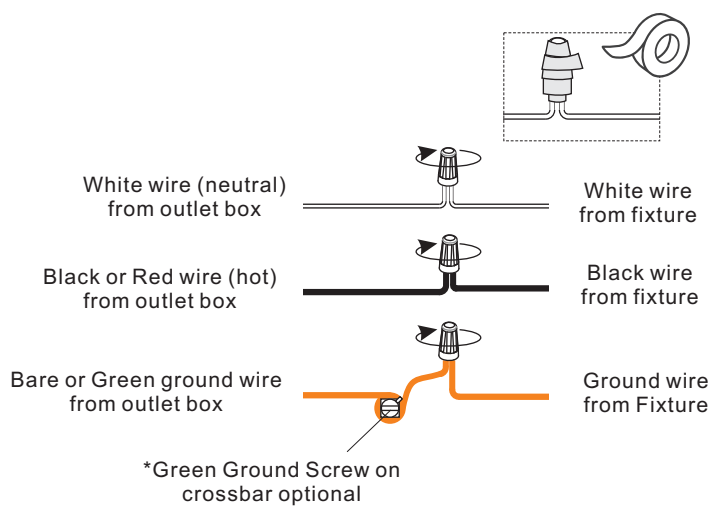 White wire (neutral)
from outlet box
White wire
from fixture
Black or Red wire (hot)
from outlet box
Black wire
from fixture
Bare or Green ground wire
from outlet box
Ground wire
from Fixture
*Green Ground Screw on
crossbar optional